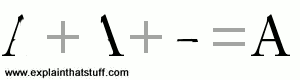 / + \ + - = A
www.explainthatstuff.com